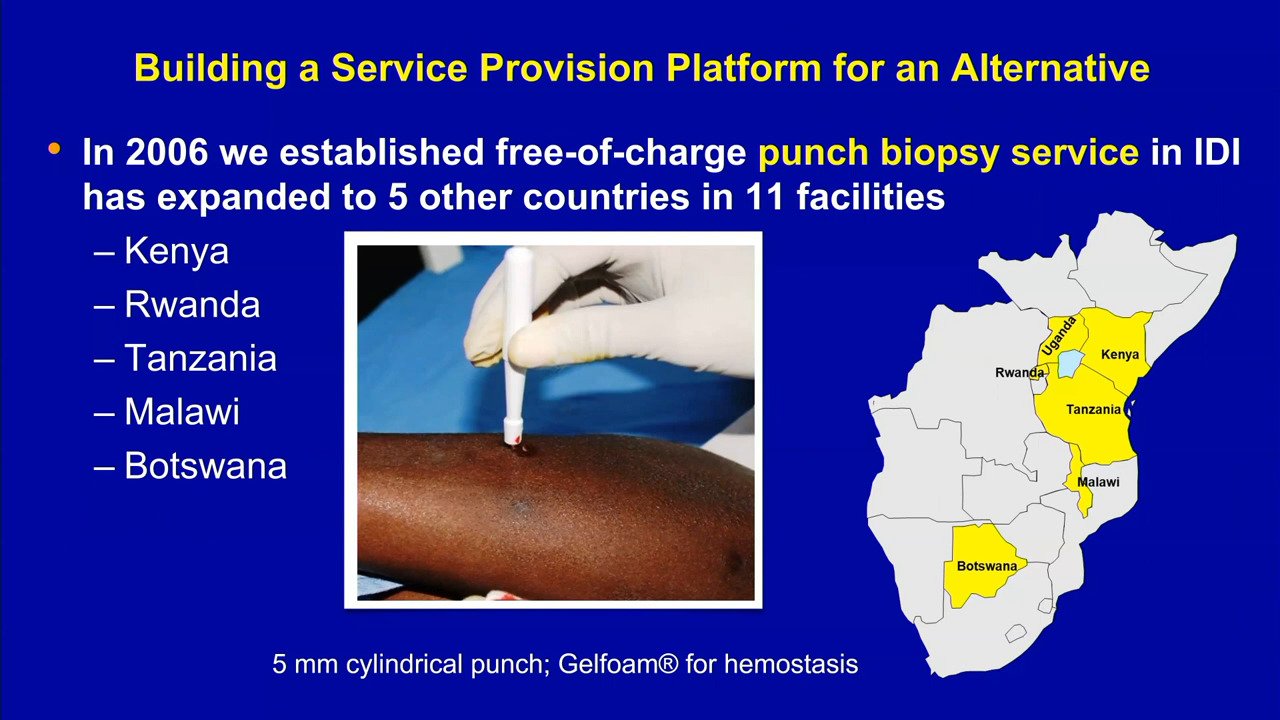 Building a Service Provision Platform for an Alternative
• In 2006 we established free-of-charge punch biopsy service in IDI
has expanded to 5 other countries in 11 facilities
– Kenya
– Rwanda
– Tanzania
– Malawi
– Botswana
Uganda
Kenya
Rwanda
Tanzania
Malawi
Botswana
5 mm cylindrical punch; Gelfoam® for hemostasis